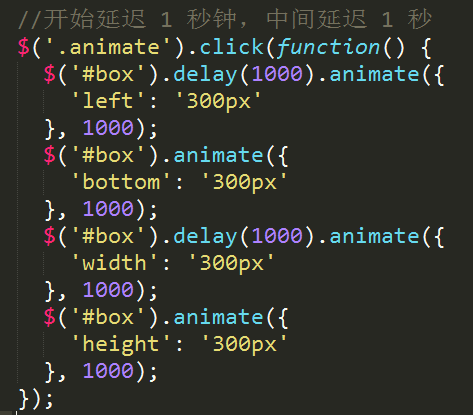 //开始延迟 1 秒钟，中间延迟 1 秒
$('.animate').click(function() {
  $('#box').delay(1000).animate({
    'left': '300px'
  }, 1000);
  $('#box').animate({
    'bottom': '300px'
  }, 1000);
  $('#box').delay(1000).animate({
    'width': '300px'
  }, 1000);
  $('#box').animate({
    'height': '300px'
  }, 1000);
});